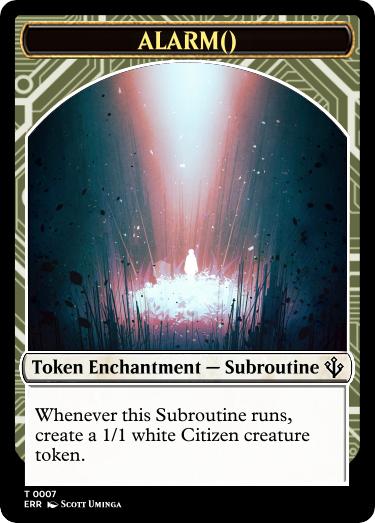 ALARM()
Token Enchantment — Subroutine
Whenever this Subroutine runs,
create a 1/1 white Citizen creature
token.
T 0007
ERR Scott Uminga